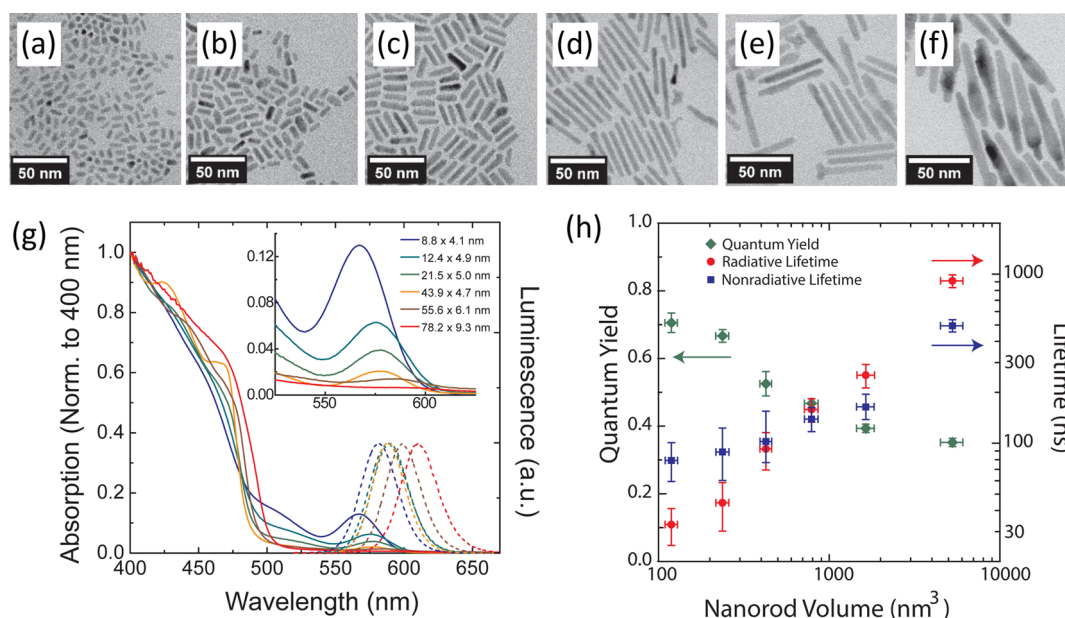 (a) (b) (c) (d) (e) (f)
50 nm 50 nm 50 nm 50 nm 50 nm 50 nm
(g)
Absorption (Norm. to 400 nm)
1.0
0.8
0.6
0.4
0.2
0.0
400 450 500 550 600 650
Wavelength (nm)
Luminescence (a.u.)
0.12
0.08
0.04
0.00
550 600
8.8 x 4.1 nm
12.4 x 4.9 nm
21.5 x 5.0 nm
43.9 x 4.7 nm
55.6 x 6.1 nm
78.2 x 9.3 nm
(h)
Quantum Yield
1.0
0.8
0.6
0.4
0.2
0.0
Quantum Yield
Radiative Lifetime
Nonradiative Lifetime
1000
300
100
30
Lifetime (ns)
100 1000 10000
Nanorod Volume (nm3)